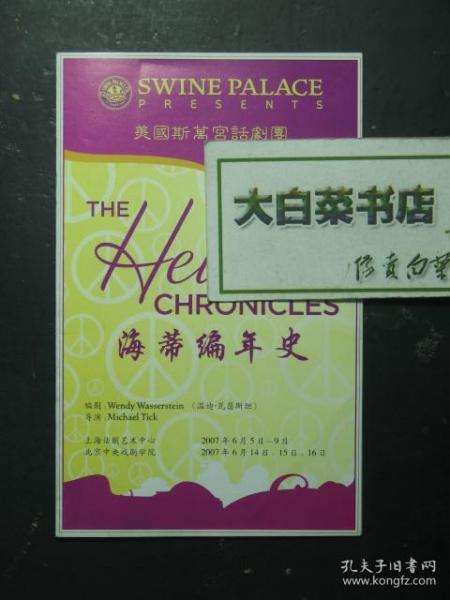 SWINE PALACE
PRESENTS
美國斯萬宮話劇團
THE
CHRONICLES
海蒂編年史
编剧:Wendy Wasserstein (温迪·瓦瑟斯坦)
导演:Michael Tick
上海话剧艺术中心 2007年6月5日—9日
北京中央戏剧学院 2007年6月14日、15日、16日
大白菜书店
孔夫子旧书网
www.kongfz.com